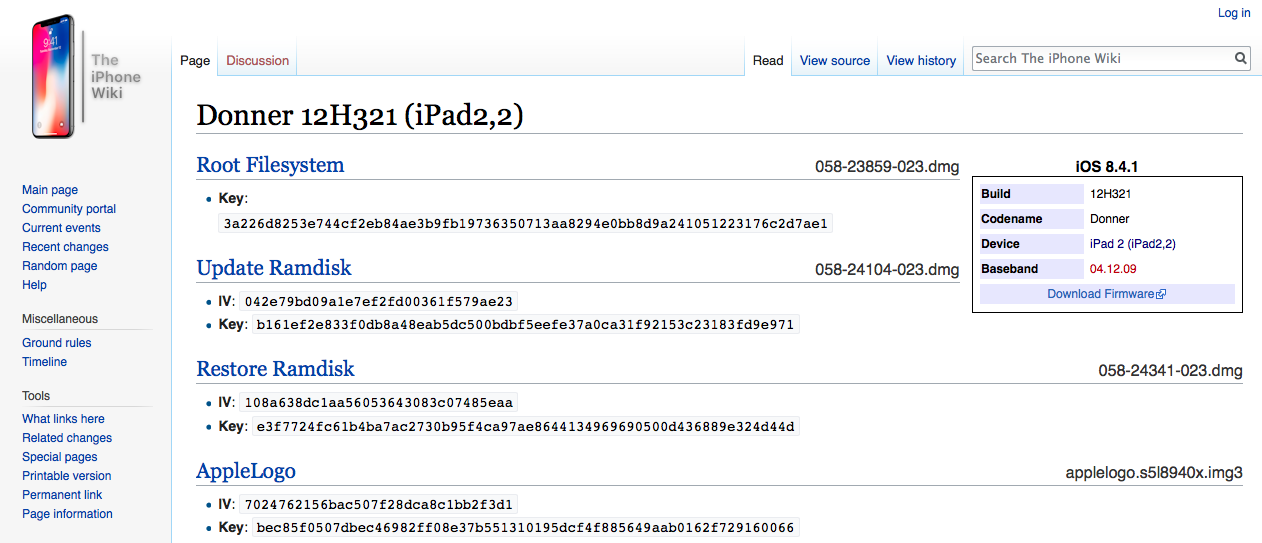 Log in
9:41
The
iPhone
Wiki
Page
Discussion
Read
View source
View history
Search The iPhone Wiki
Donner 12H321 (iPad2,2)
Root Filesystem
058-23859-023.dmg
Key:
3a226d8253e744cf2eb84ae3b9fb19736350713aa8294e0bb8d9a241051223176c2d7ae1
Update Ramdisk
058-24104-023.dmg
IV: 042e79bd09a1e7ef2fd00361f579ae23
Key: b161ef2e833f0db8a48eab5dc500bdbf5eefe37a0ca31f92153c23183fd9e971
Restore Ramdisk
058-24341-023.dmg
IV: 108a638dc1aa56053643083c07485eaa
Key: e3f7724fc61b4ba7ac2730b95f4ca97ae8644134969690500d436889e324d44d
AppleLogo
applelogo.s5l8940x.img3
IV: 7024762156bac507f28dca8c1bb2f3d1
Key: bec85f0507dbec46982ff08e37b551310195dcf4f885649aab0162f729160066
iOS 8.4.1
Build 12H321
Codename Donner
Device iPad 2 (iPad2,2)
Baseband 04.12.09
Download Firmware
Main page
Community portal
Current events
Recent changes
Random page
Help
Miscellaneous
Ground rules
Timeline
Tools
What links here
Related changes
Special pages
Printable version
Permanent link
Page information